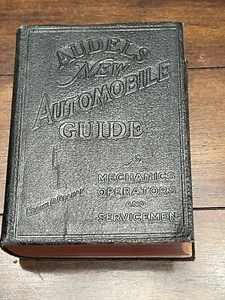 AUDELS
NEW
AUTOMOBILE
GUIDE
MECHANICS
OPERATORS
AND
SERVICEMEN